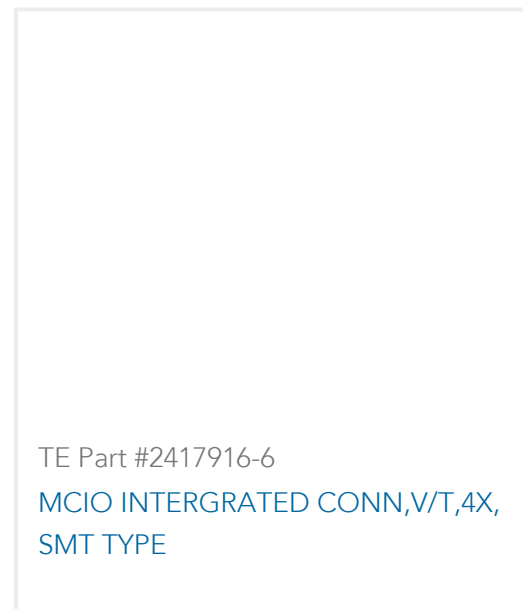 TE Part #2417916-6
MCIO INTERGRATED CONN,V/T,4X,
SMT TYPE